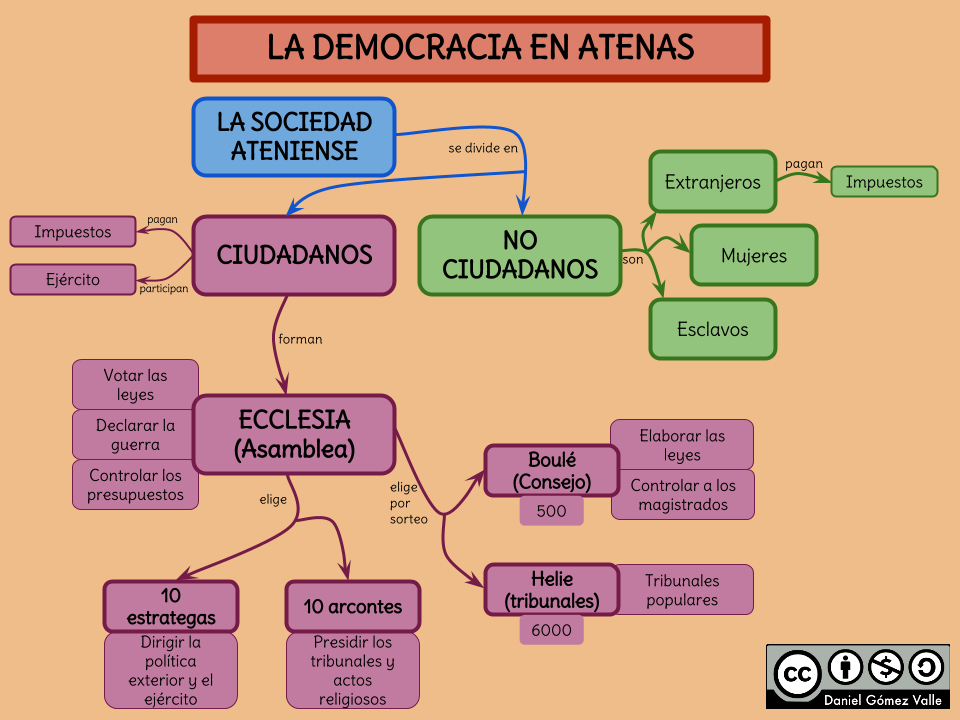 LA DEMOCRACIA EN ATENAS
LA SOCIEDAD
ATENIENSE
se divide en
Extranjeros
pagan
Impuestos
Impuestos
pagan
Ejército
participan
CIUDADANOS
NO
CIUDADANOS
son
Mujeres
Esclavos
forman
Votar las
leyes
Declarar la
guerra
Controlar los
presupuestos
ECCLESIA
(Asamblea)
elige
elige
por
sorteo
Boulé
(Consejo)
500
Elaborar las
leyes
Controlar a los
magistrados
Helie
(tribunales)
6000
Tribunales
populares
10
estrategas
Dirigir la
política
exterior y el
ejército
10 arcontes
Presidir los
tribunales y
actos
religiosos
cc
$
Daniel Gómez Valle